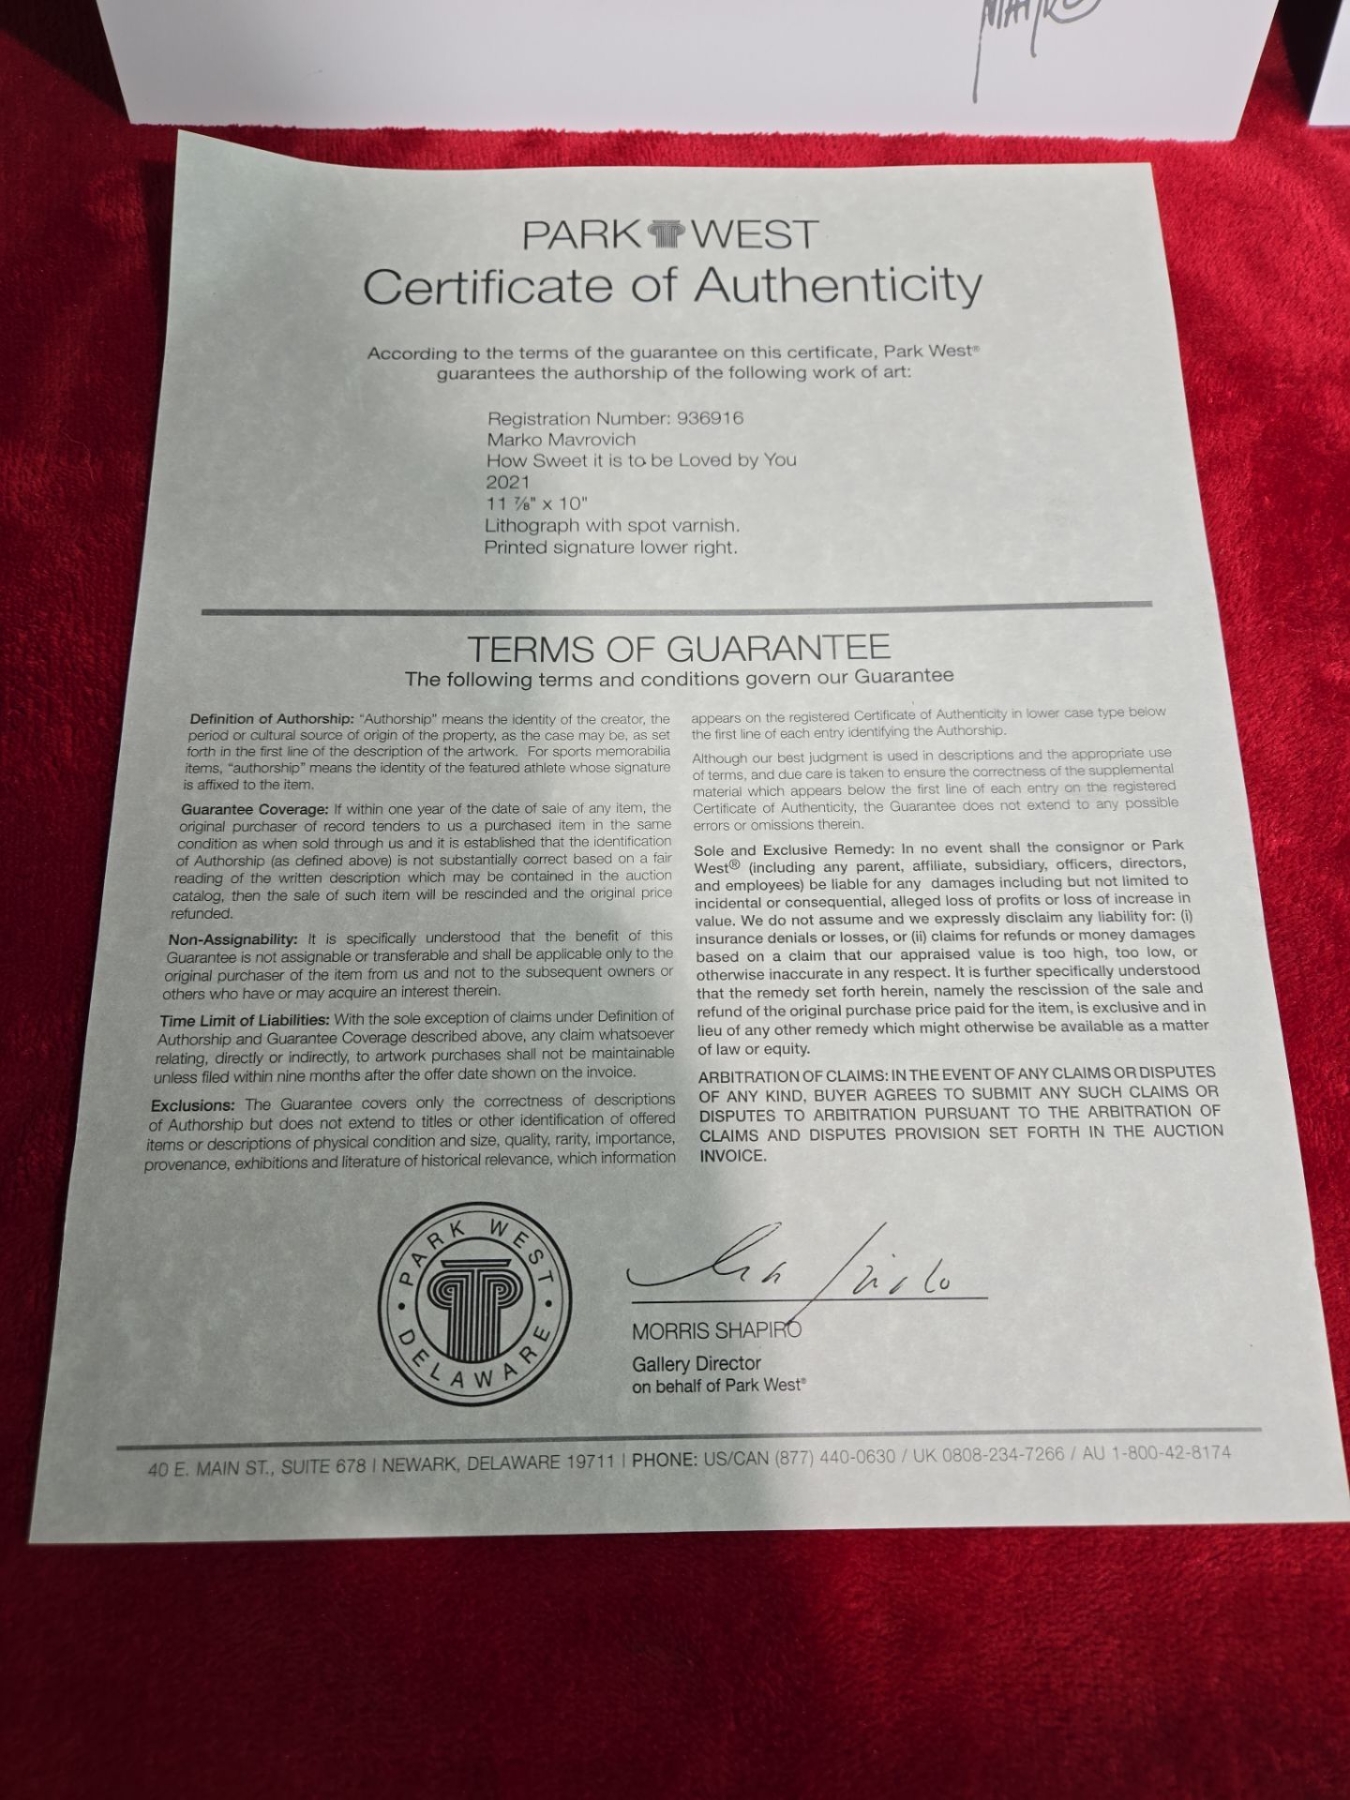 MARKO
PARK WEST
Certificate of Authenticity
According to the terms of the guarantee on this certificate, Park West®
guarantees the authorship of the following work of art:
Registration Number: 936916
Marko Mavrovich
How Sweet it is to be Loved by You
2021
11 ⅞" x 10"
Lithograph with spot varnish.
Printed signature lower right.
TERMS OF GUARANTEE
The following terms and conditions govern our Guarantee
Definition of Authorship: "Authorship" means the identity of the creator, the
period or cultural source of origin of the property, as the case may be, as set
forth in the first line of the description of the artwork. For sports memorabilia
items, "authorship" means the identity of the featured athlete whose signature
is affixed to the item.
Guarantee Coverage: If within one year of the date of sale of any item, the
original purchaser of record tenders to us a purchased item in the same
condition as when sold through us and it is established that the identification
of Authorship (as defined above) is not substantially correct based on a fair
reading of the written description which may be contained in the auction
catalog, then the sale of such item will be rescinded and the original price
refunded.
Non-Assignability: It is specifically understood that the benefit of this
Guarantee is not assignable or transferable and shall be applicable only to the
original purchaser of the item from us and not to the subsequent owners or
others who have or may acquire an interest therein.
Time Limit of Liabilities: With the sole exception of claims under Definition of
Authorship and Guarantee Coverage described above, any claim whatsoever
relating, directly or indirectly, to artwork purchases shall not be maintainable
unless filed within nine months after the offer date shown on the invoice.
Exclusions: The Guarantee covers only the correctness of descriptions
of Authorship but does not extend to titles or other identification of offered
items or descriptions of physical condition and size, quality, rarity, importance,
provenance, exhibitions and literature of historical relevance, which information
appears on the registered Certificate of Authenticity in lower case type below
the first line of each entry identifying the Authorship.
Although our best judgment is used in descriptions and the appropriate use
of terms, and due care is taken to ensure the correctness of the supplemental
material which appears below the first line of each entry on the registered
Certificate of Authenticity, the Guarantee does not extend to any possible
errors or omissions therein.
Sole and Exclusive Remedy: In no event shall the consignor or Park
West® (including any parent, affiliate, subsidiary, officers, directors,
and employees) be liable for any damages including but not limited to
incidental or consequential, alleged loss of profits or loss of increase in
value. We do not assume and we expressly disclaim any liability for: (i)
insurance denials or losses, or (ii) claims for refunds or money damages
based on a claim that our appraised value is too high, too low, or
otherwise inaccurate in any respect. It is further specifically understood
that the remedy set forth herein, namely the rescission of the sale and
refund of the original purchase price paid for the item, is exclusive and in
lieu of any other remedy which might otherwise be available as a matter
of law or equity.
ARBITRATION OF CLAIMS: IN THE EVENT OF ANY CLAIMS OR DISPUTES
OF ANY KIND, BUYER AGREES TO SUBMIT ANY SUCH CLAIMS OR
DISPUTES TO ARBITRATION PURSUANT TO THE ARBITRATION OF
CLAIMS AND DISPUTES PROVISION SET FORTH IN THE AUCTION
INVOICE.
PARK WEST
DELAWARE
MORRIS SHAPIRO
Gallery Director
on behalf of Park West®
40 E. MAIN ST., SUITE 678 | NEWARK, DELAWARE 19711 | PHONE: US/CAN (877) 440-0630 / UK 0808-234-7266 / AU 1-800-42-8174